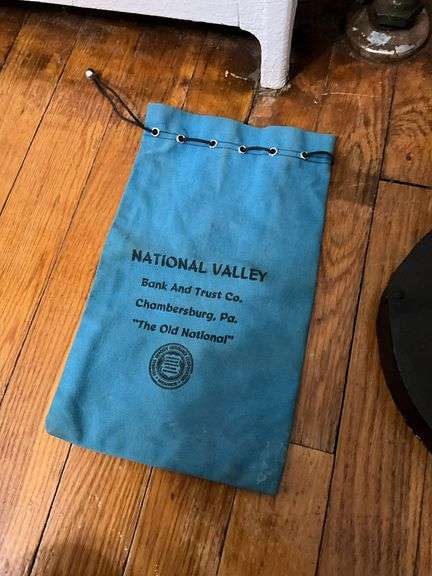 NATIONAL VALLEY
Bank And Trust Co.
Chambersburg, Pa.
"The Old National"